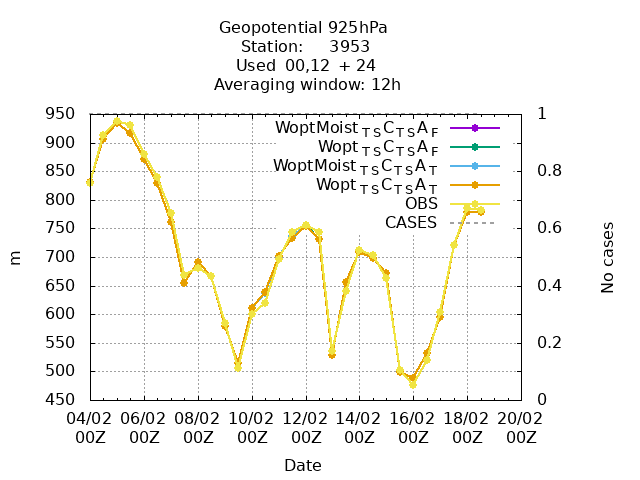 Geopotential 925hPa
Station: 3953
Used 00,12 + 24
Averaging window: 12h
950
900
850
800
750
700
650
600
550
500
450
m
1
0.8
0.6
0.4
0.2
0
No cases
WoptMoist TS C TS A F
Wopt TS C TS A F
WoptMoist TS C TS A T
Wopt TS C TS A T
OBS
CASES
04/02 06/02 08/02 10/02 12/02 14/02 16/02 18/02 20/02
00Z 00Z 00Z 00Z 00Z 00Z 00Z 00Z 00Z
Date